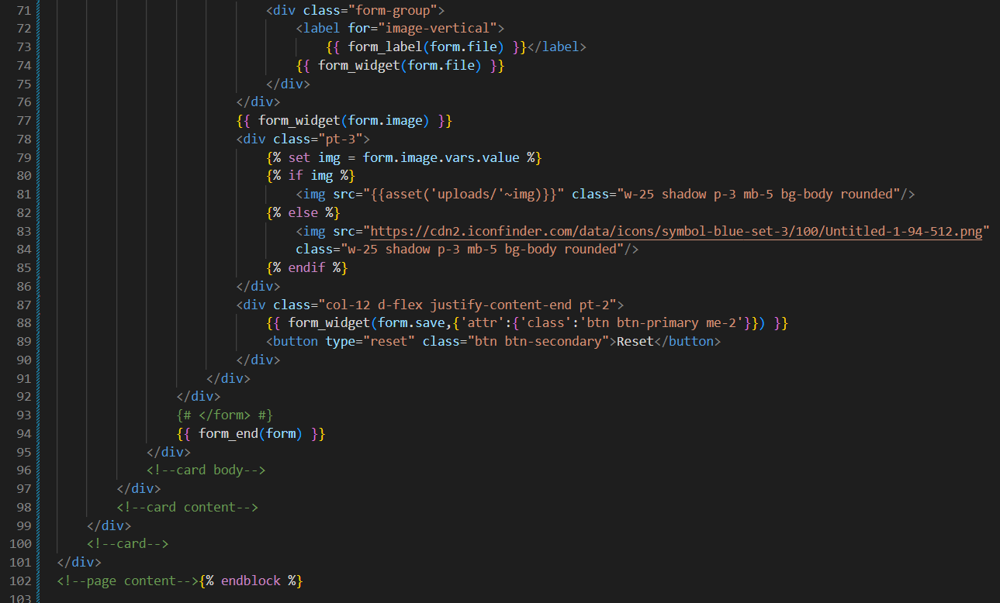 71 <div class="form-group">
72 <label for="image-vertical">
73 {{ form_label(form.file) }}</label>
74 {{ form_widget(form.file) }}
75 </div>
76 </div>
77 {{ form_widget(form.image) }}
78 <div class="pt-3">
79 {% set img = form.image.vars.value %}
80 {% if img %}
81 <img src="{{asset('uploads/'~img)}}" class="w-25 shadow p-3 mb-5 bg-body rounded"/>
82 {% else %}
83 <img src="https://cdn2.iconfinder.com/data/icons/symbol-blue-set-3/100/Untitled-1-94-512.png"
84 class="w-25 shadow p-3 mb-5 bg-body rounded"/>
85 {% endif %}
86 </div>
87 <div class="col-12 d-flex justify-content-end pt-2">
88 {{ form_widget(form.save,{'attr':{'class':'btn btn-primary me-2'}}) }}
89 <button type="reset" class="btn btn-secondary">Reset</button>
90 </div>
91 </div>
92 </div>
93 {# </form> #}
94 {{ form_end(form) }}
95 </div>
96 <!--card body-->
97 </div>
98 <!--card content-->
99 </div>
100 <!--card-->
101 </div>
102 <!--page content-->{% endblock %}
103